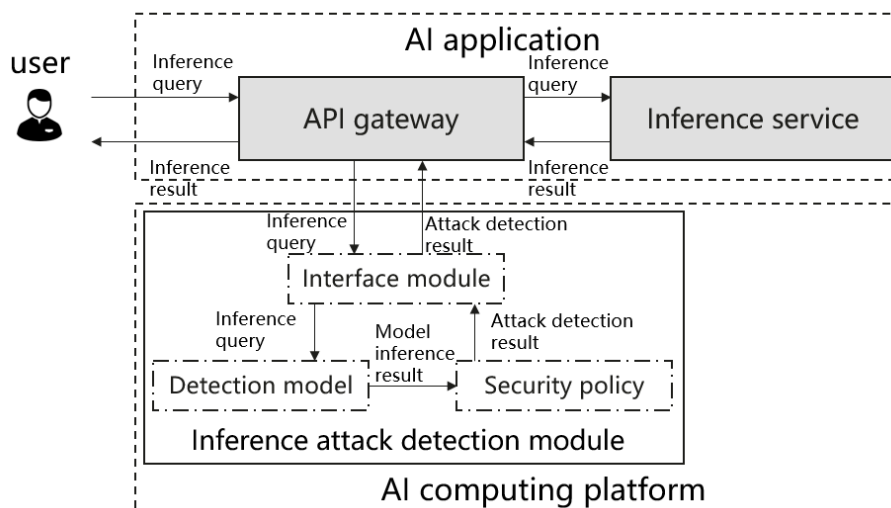 AI application
user
Inference
query
Inference
query
API gateway
Inference service
Inference
result
Inference
result
Inference
query
Attack detection
result
Interface module
Inference
query
Model
inference
result
Attack detection
result
Detection model
Security policy
Inference attack detection module
AI computing platform